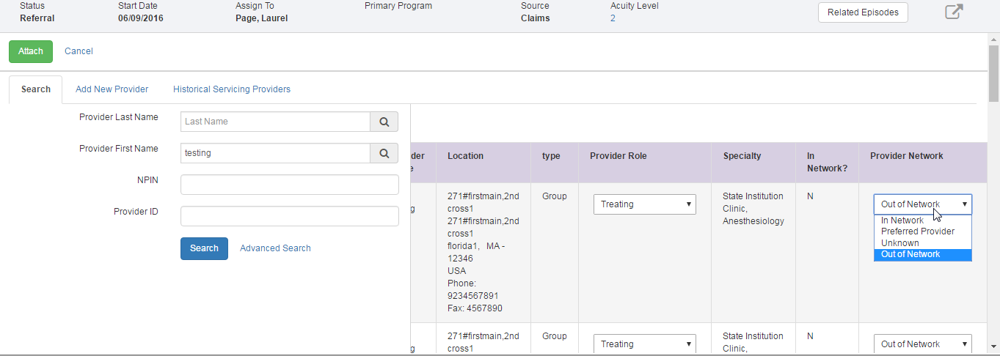 Status
Start Date
Assign To
Primary Program
Source
Acuity Level
Referral
06/09/2016
Page, Laurel
Claims
2
Related Episodes
Attach
Cancel
Search
Add New Provider
Historical Servicing Providers
Provider Last Name
Last Name
Provider First Name
testing
NPIN
Provider ID
Search
Advanced Search
der
e
Location
type
Provider Role
Specialty
In
Network?
Provider Network
g
271#firstmain,2nd
cross1
271#firstmain,2nd
cross1
florida1, MA -
12346
USA
Phone:
9234567891
Fax: 4567890
Group
Treating
State Institution
Clinic,
Anesthesiology
N
Out of Network
In Network
Preferred Provider
Unknown
Out of Network
g
271#firstmain,2nd
cross1
Group
Treating
State Institution
Clinic,
N
Out of Network